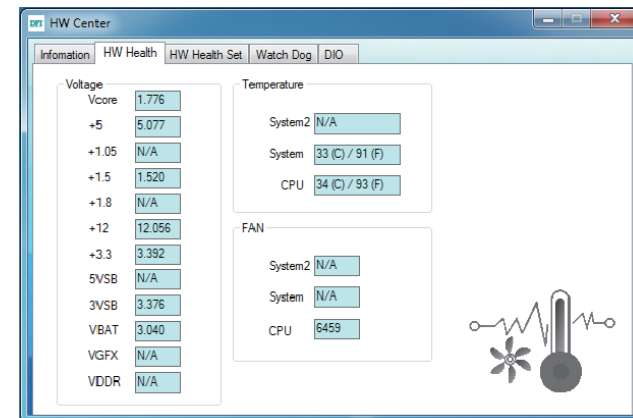 DFI HW Center
Infomation HW Health HW Health Set Watch Dog DIO
Voltage
Vcore 1.776
+5 5.077
+1.05 N/A
+1.5 1.520
+1.8 N/A
+12 12.056
+3.3 3.392
5VSB N/A
3VSB 3.376
VBAT 3.040
VGFX N/A
VDDR N/A
Temperature
System2 N/A
System 33 (C) / 91 (F)
CPU 34 (C) / 93 (F)
FAN
System2 N/A
System N/A
CPU 6459